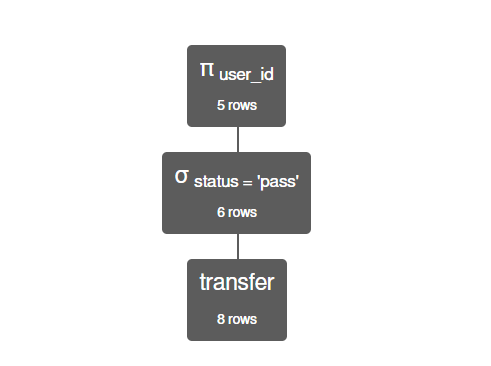 π user_id
5 rows
σ status = 'pass'
6 rows
transfer
8 rows